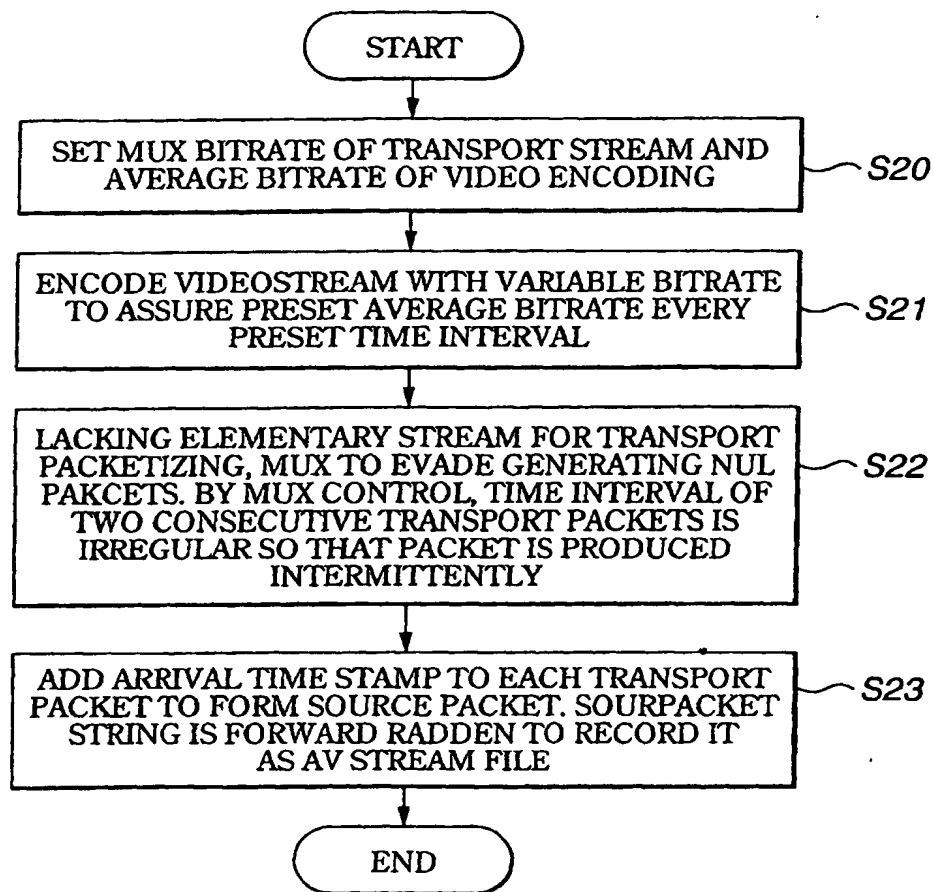 START
SET MUX BITRATE OF TRANSPORT STREAM AND
AVERAGE BITRATE OF VIDEO ENCODING
S20
ENCODE VIDEOSTREAM WITH VARIABLE BITRATE
TO ASSURE PRESET AVERAGE BITRATE EVERY
PRESET TIME INTERVAL
S21
LACKING ELEMENTARY STREAM FOR TRANSPORT
PACKETIZING, MUX TO EVADE GENERATING NUL
PAKCETS. BY MUX CONTROL, TIME INTERVAL OF
TWO CONSECUTIVE TRANSPORT PACKETS IS
IRREGULAR SO THAT PACKET IS PRODUCED
INTERMITTENTLY
S22
ADD ARRIVAL TIME STAMP TO EACH TRANSPORT
PACKET TO FORM SOURCE PACKET. SOURPACKET
STRING IS FORWARD RADDEN TO RECORD IT
AS AV STREAM FILE
S23
END